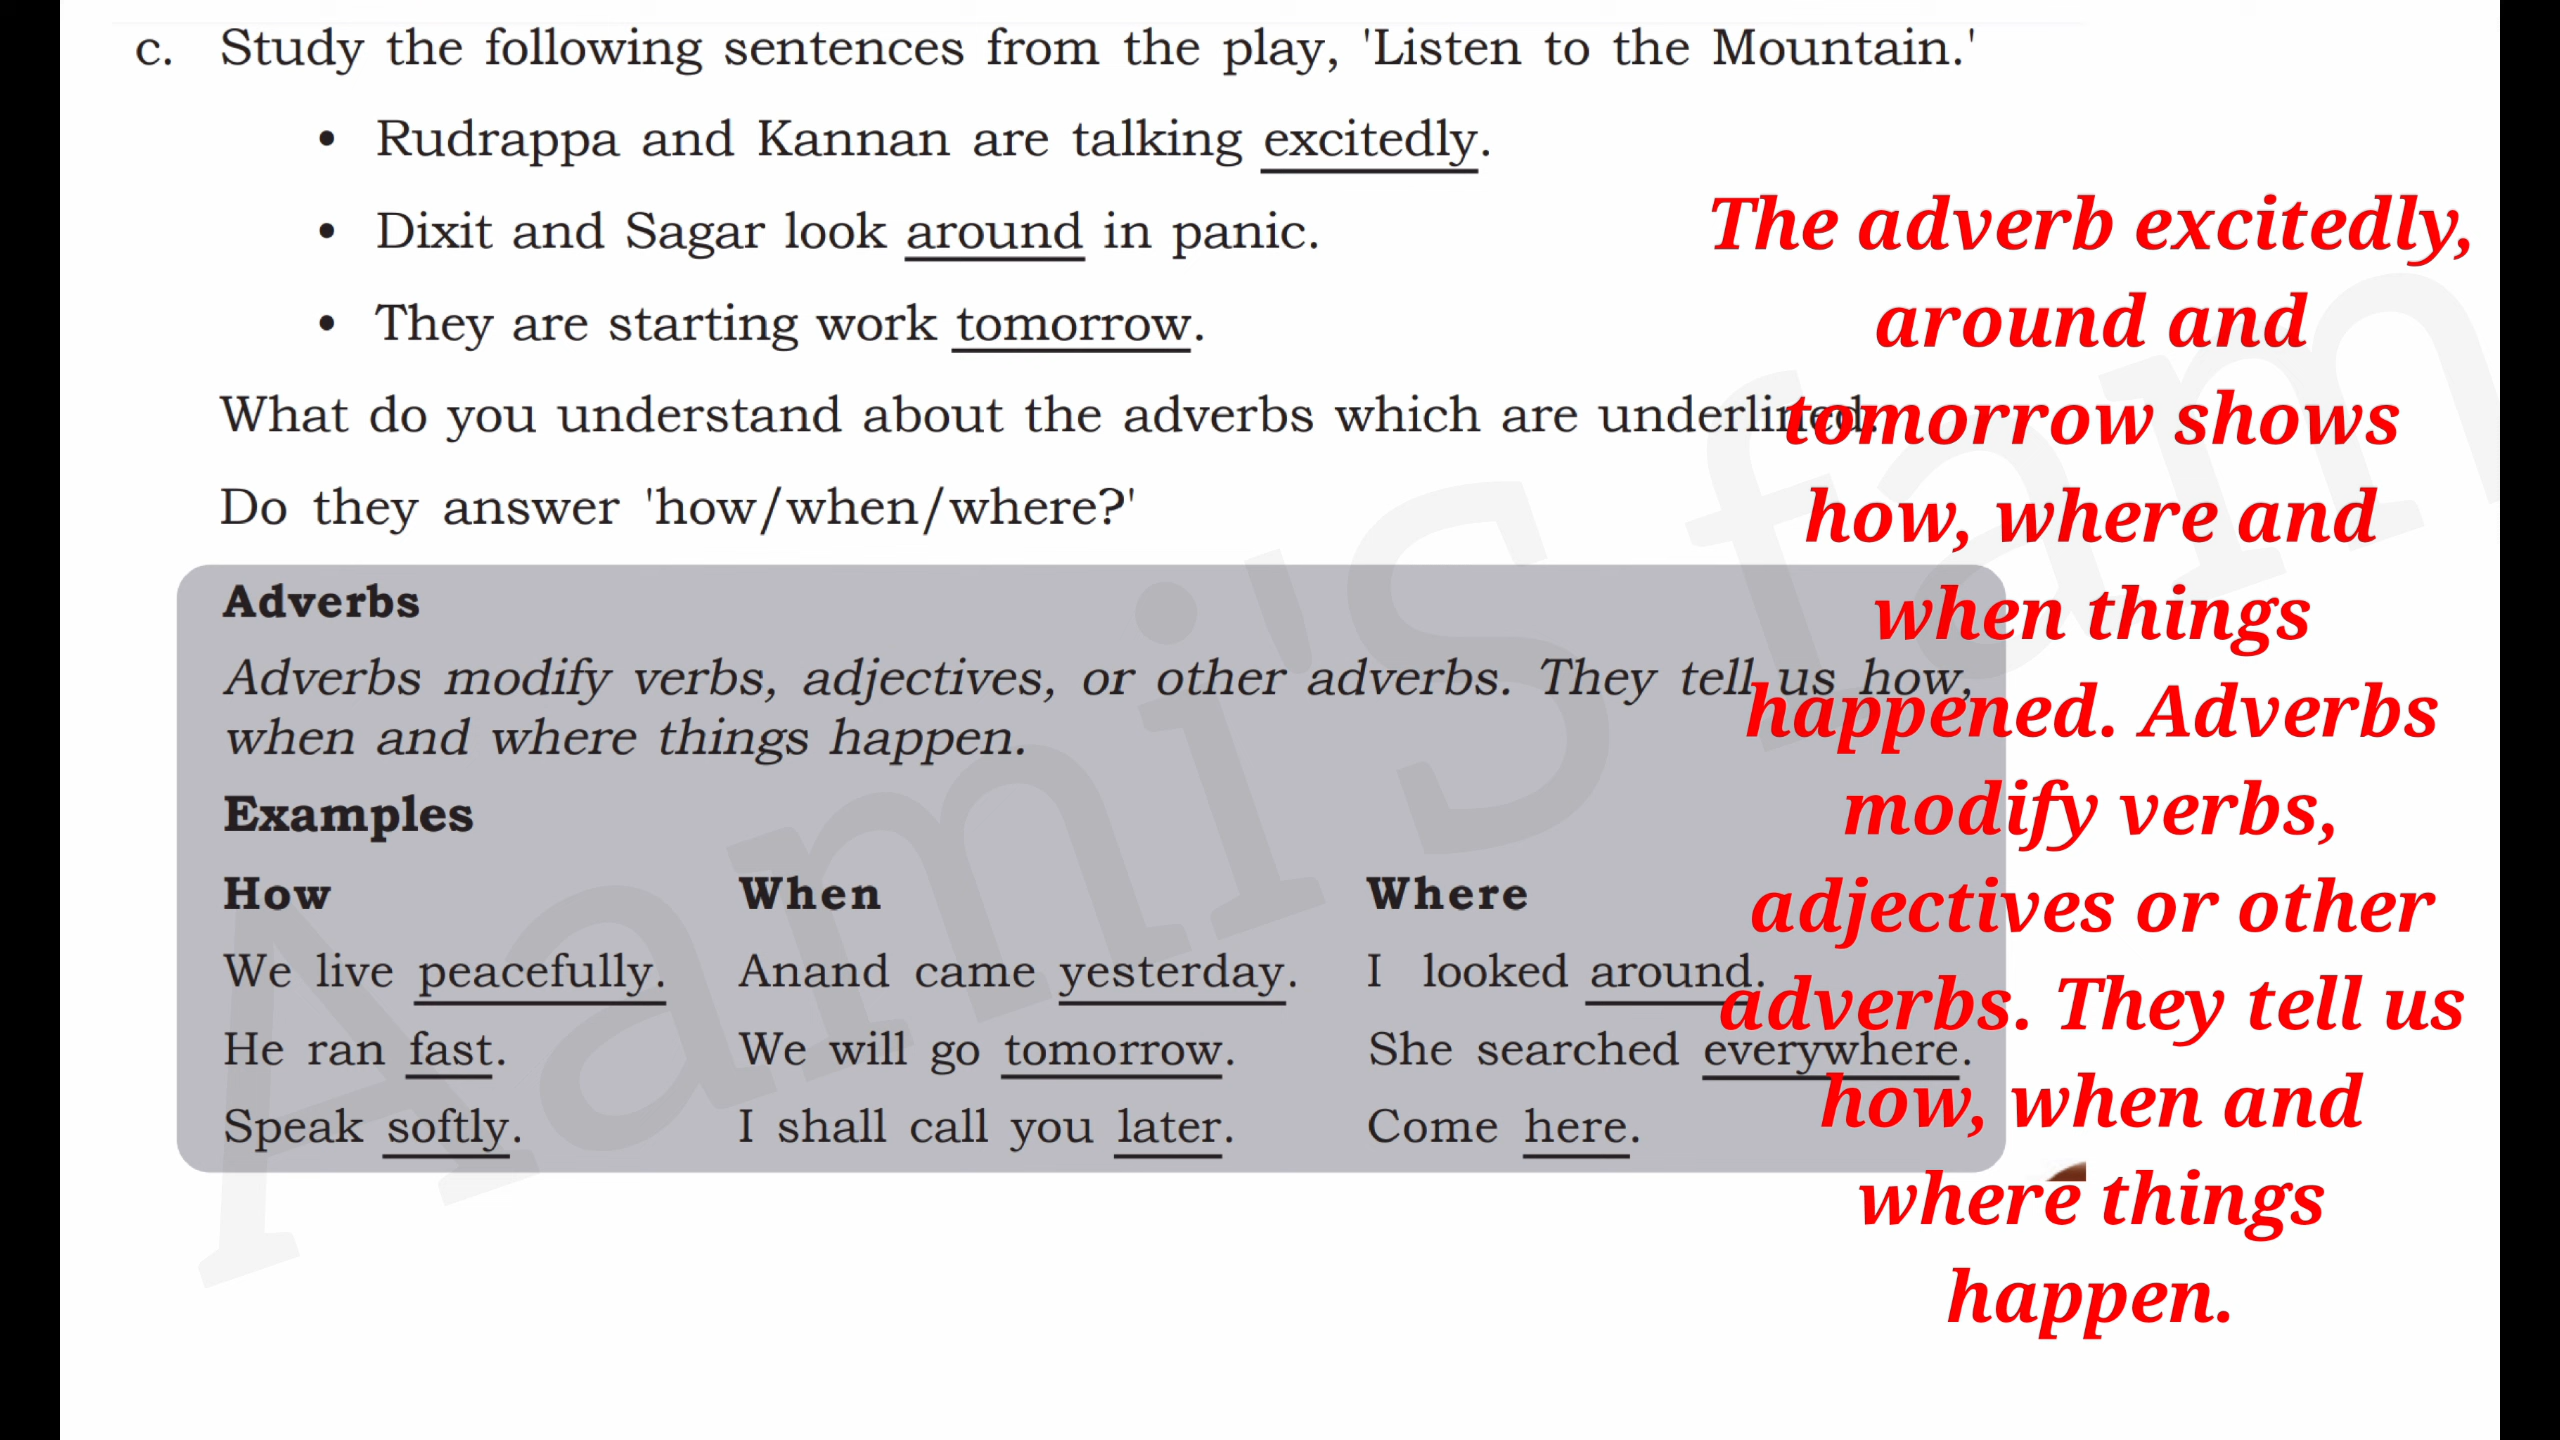 c. Study the following sentences from the play, 'Listen to the Mountain.'
• Rudrappa and Kannan are talking excitedly.
• Dixit and Sagar look around in panic.
• They are starting work tomorrow.
What do you understand about the adverbs which are underlined.
Do they answer 'how/when/where?'
Adverbs
Adverbs modify verbs, adjectives, or other adverbs. They tell us how,
when and where things happen.
Examples
How When Where
We live peacefully. Anand came yesterday. I looked around.
He ran fast. We will go tomorrow. She searched everywhere.
Speak softly. I shall call you later. Come here.
The adverb excitedly,
around and
tomorrow shows
how, where and
when things
happened. Adverbs
modify verbs,
adjectives or other
adverbs. They tell us
how, when and
where things
happen.
Aami'S fam